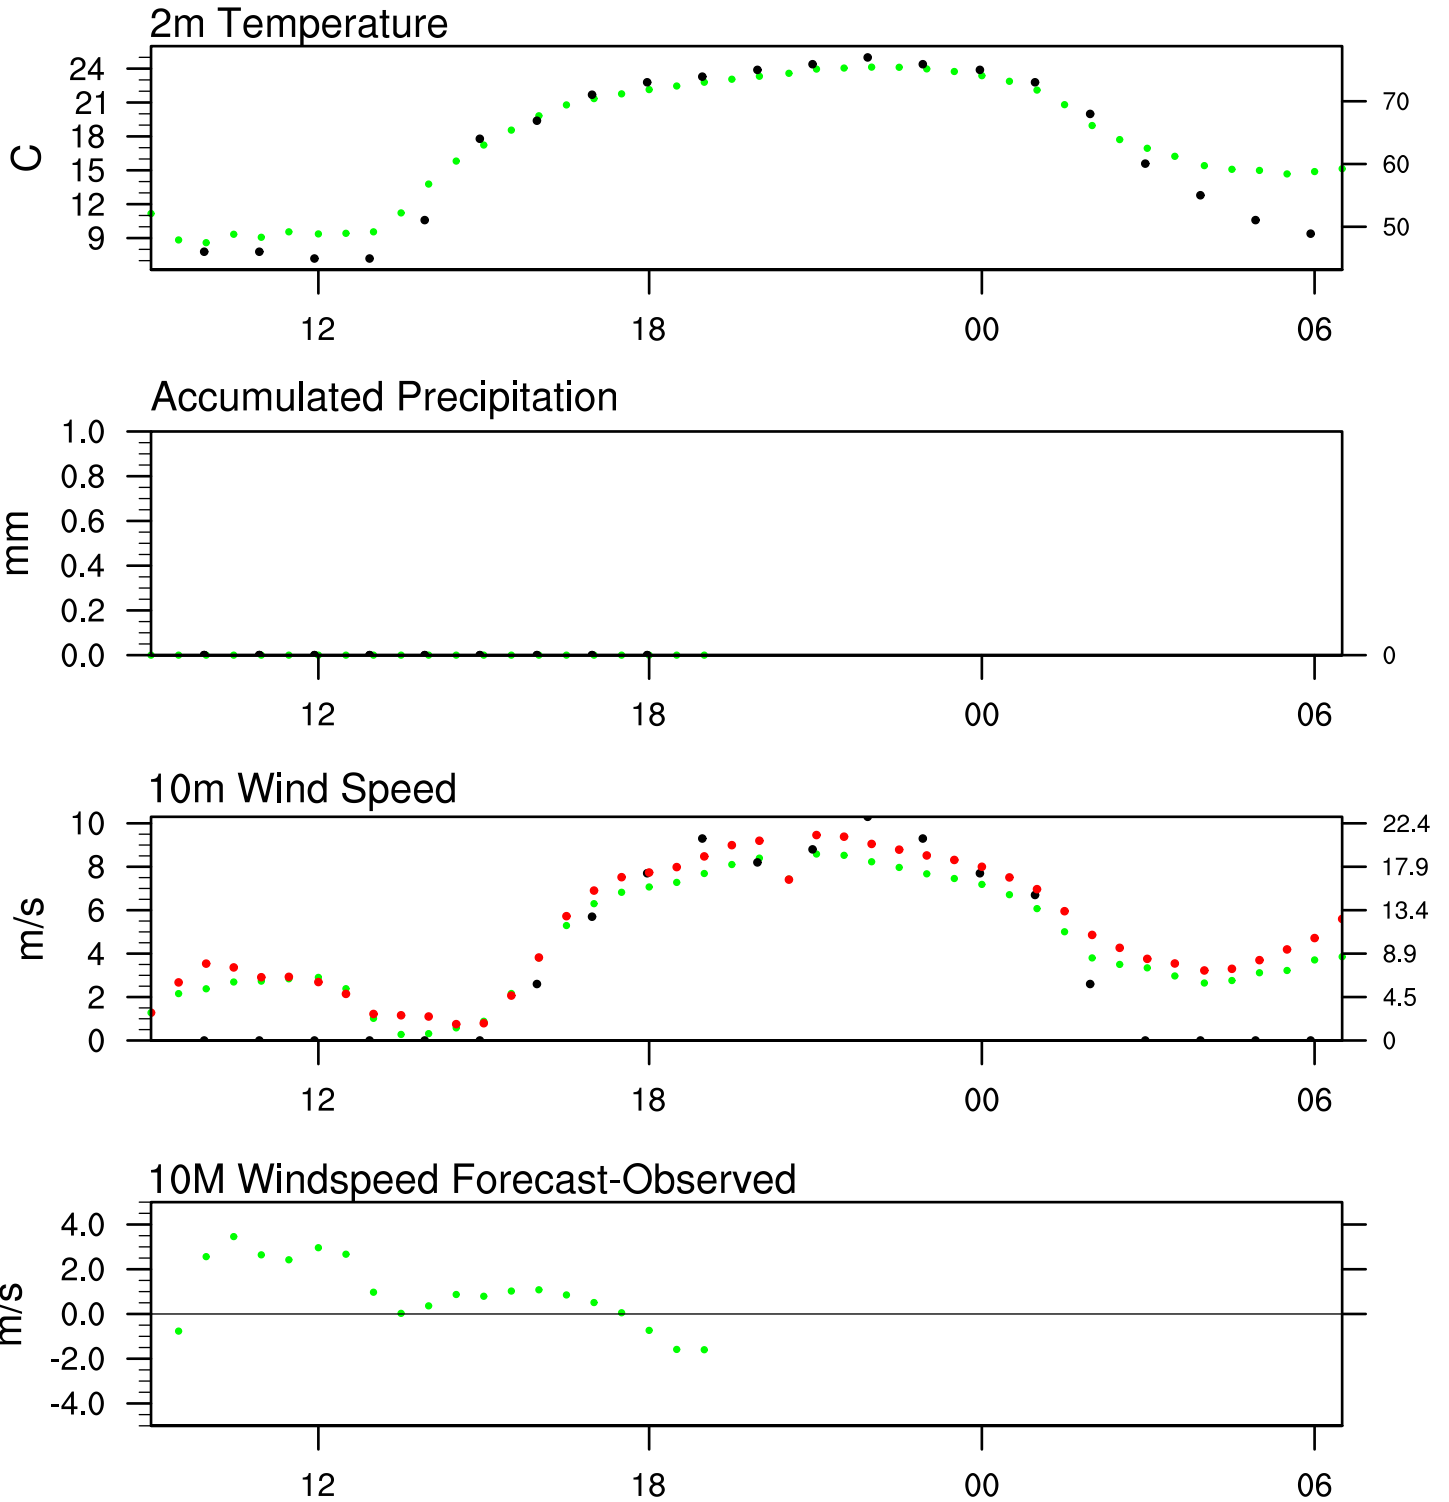 2m Temperature
24
21
18
15
12
9
C
70
60
50
12 18 00 06
Accumulated Precipitation
1.0
0.8
0.6
0.4
0.2
0.0
mm
0
12 18 00 06
10m Wind Speed
10
8
6
4
2
0
m/s
22.4
17.9
13.4
8.9
4.5
0
12 18 00 06
10M Windspeed Forecast-Observed
4.0
2.0
0.0
-2.0
-4.0
m/s
12 18 00 06